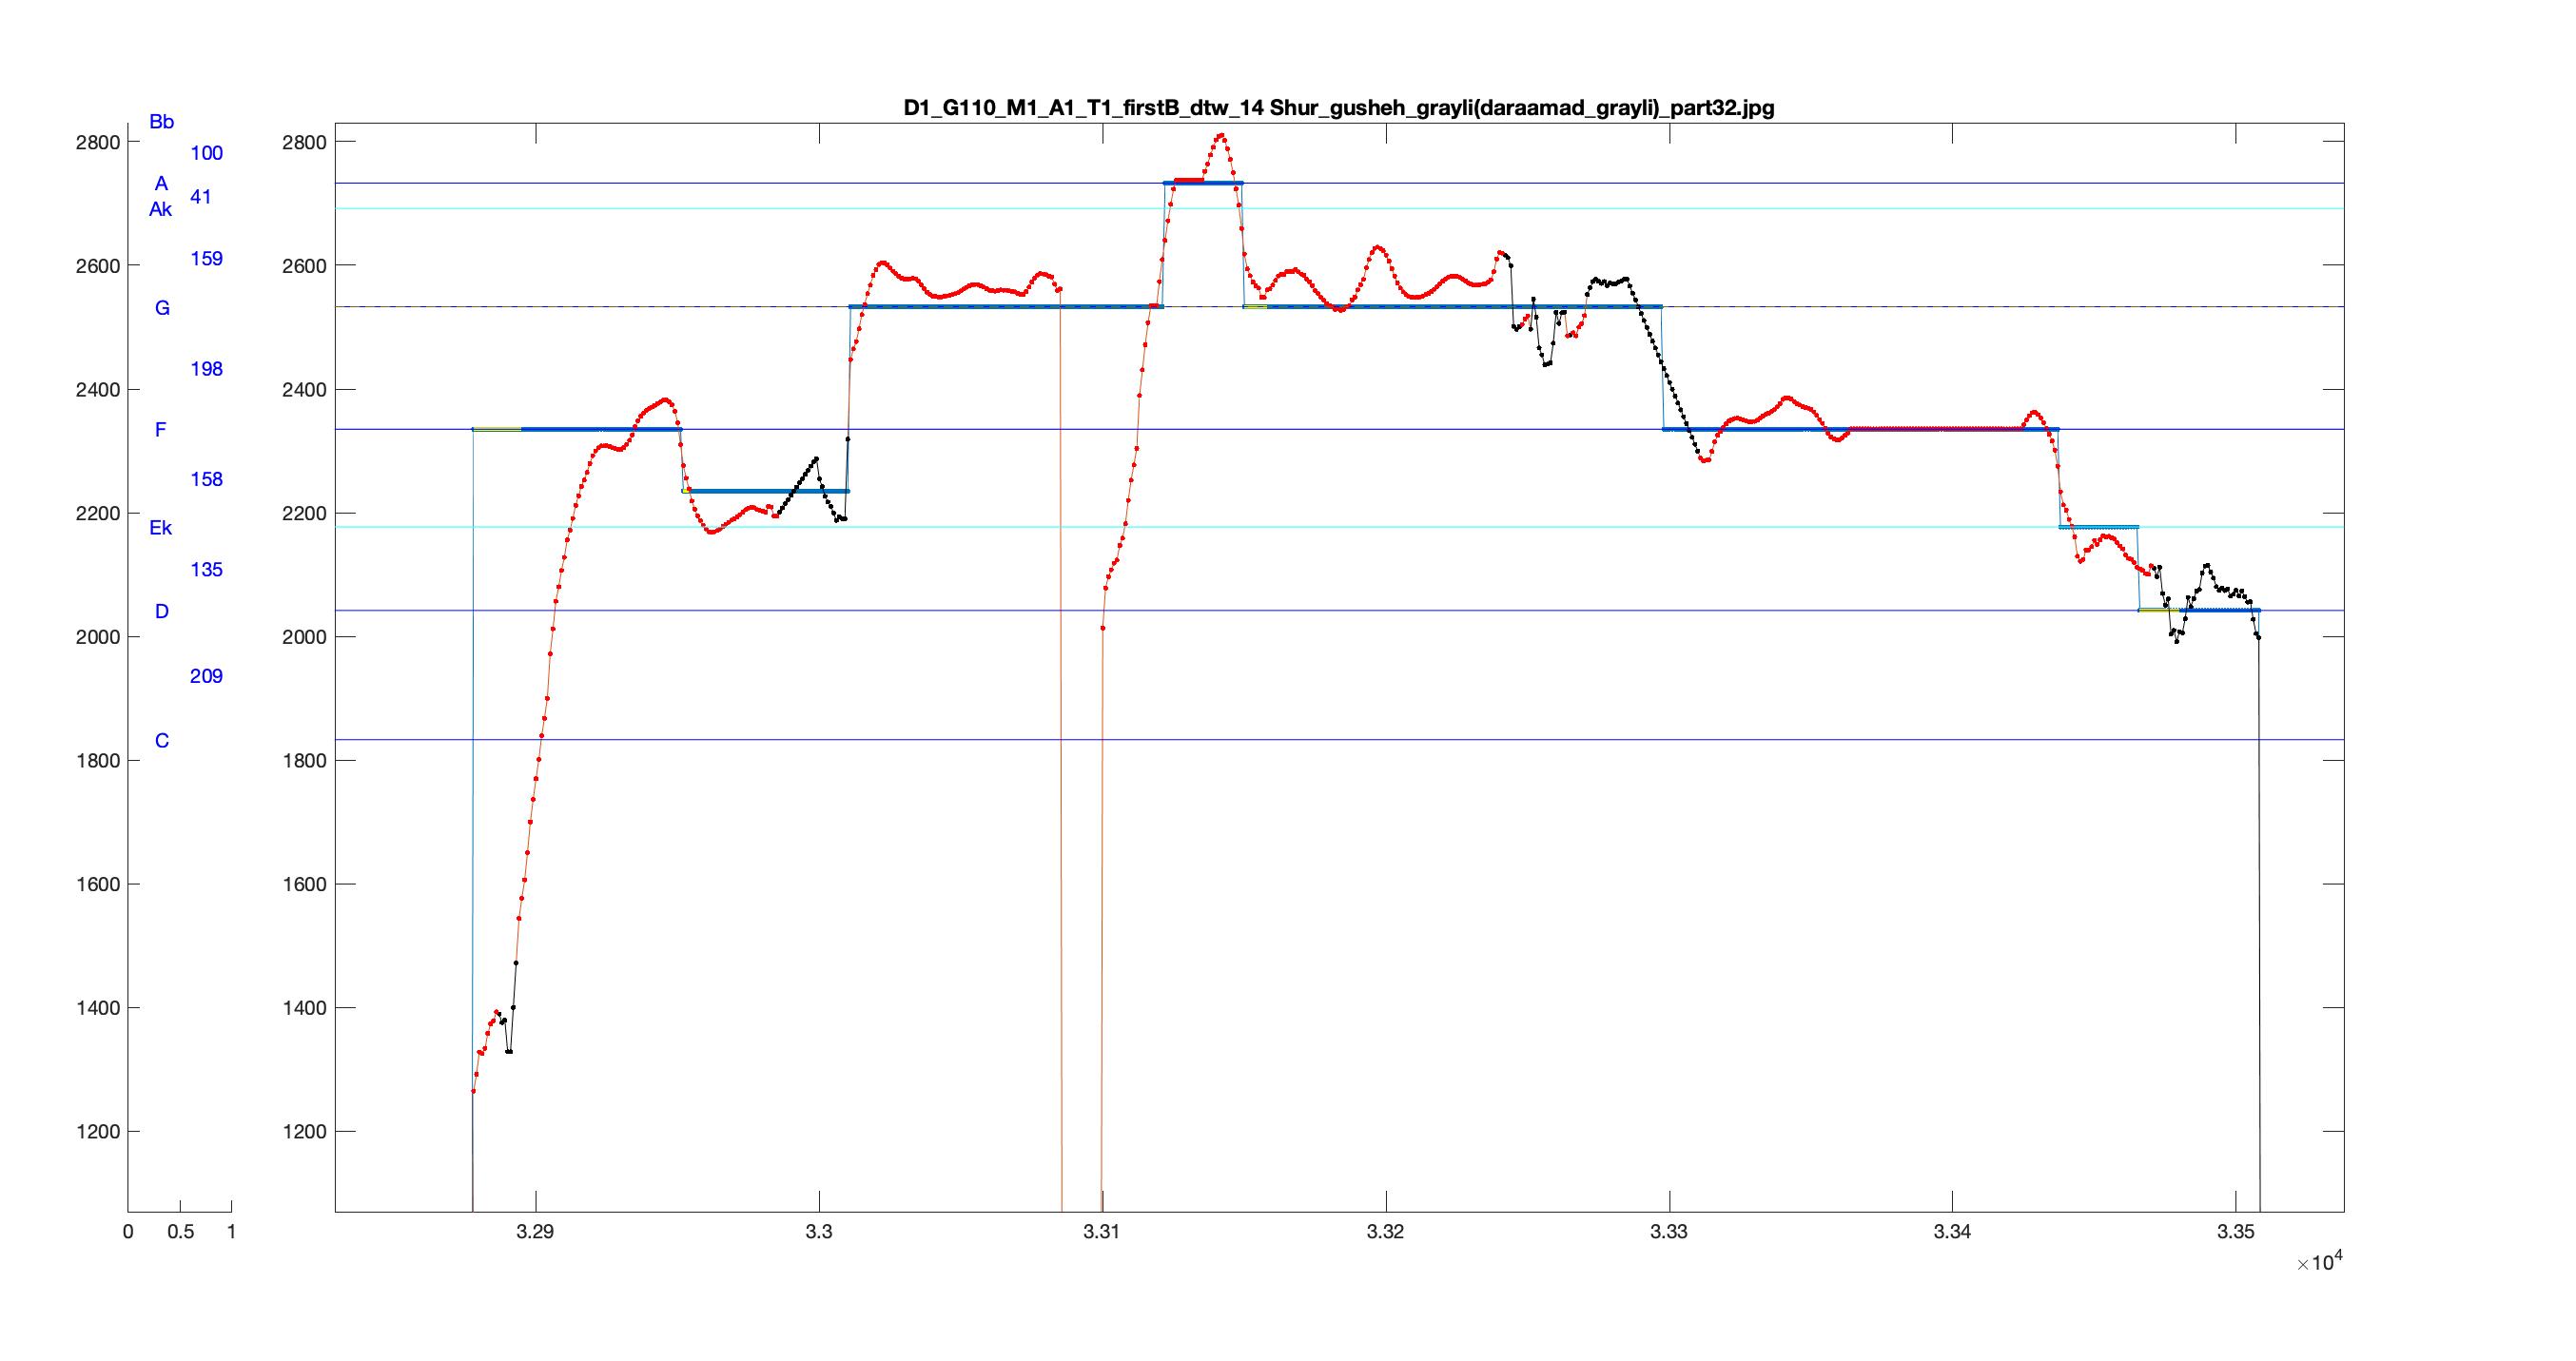 D1_G110_M1_A1_T1_firstB_dtw_14 Shur_gusheh_grayli(daraamad_grayli)_part32.jpg
2800
2600
2400
2200
2000
1800
1600
1400
1200
0 0.5 1
Bb
100
A
41
Ak
159
G
198
F
158
Ek
135
D
209
C
2800
2600
2400
2200
2000
1800
1600
1400
1200
3.29 3.3 3.31 3.32 3.33 3.34 3.35
×10⁴